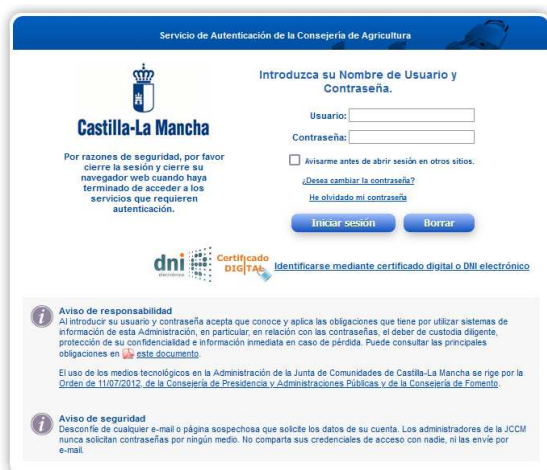 Servicio de Autenticación de la Consejería de Agricultura
Castilla-La Mancha
Por razones de seguridad, por favor
cierre la sesión y cierre su
navegador web cuando haya
terminado de acceder a los
servicios que requieren
autenticación.
Introduzca su Nombre de Usuario y
Contraseña.
Usuario:
Contraseña:
Avisarme antes de abrir sesión en otros sitios.
¿Desea cambiar la contraseña?
He olvidado mi contraseña
Iniciar sesión Borrar
dni
electrónico
Certificado
DIGITAL
Identificarse mediante certificado digital o DNI electrónico
Aviso de responsabilidad
Al introducir su usuario y contraseña acepta que conoce y aplica las obligaciones que tiene por utilizar sistemas de
información de esta Administración, en particular, en relación con las contraseñas, el deber de custodia diligente,
protección de su confidencialidad e información inmediata en caso de pérdida. Puede consultar las principales
obligaciones en este documento.
El uso de los medios tecnológicos en la Administración de la Junta de Comunidades de Castilla-La Mancha se rige por la
Orden de 11/07/2012, de la Consejería de Presidencia y Administraciones Públicas y de la Consejería de Fomento.
Aviso de seguridad
Desconfíe de cualquier e-mail o página sospechosa que solicite los datos de su cuenta. Los administradores de la JCCM
nunca solicitan contraseñas por ningún medio. No comparta sus credenciales de acceso con nadie, ni las envíe por
e-mail.